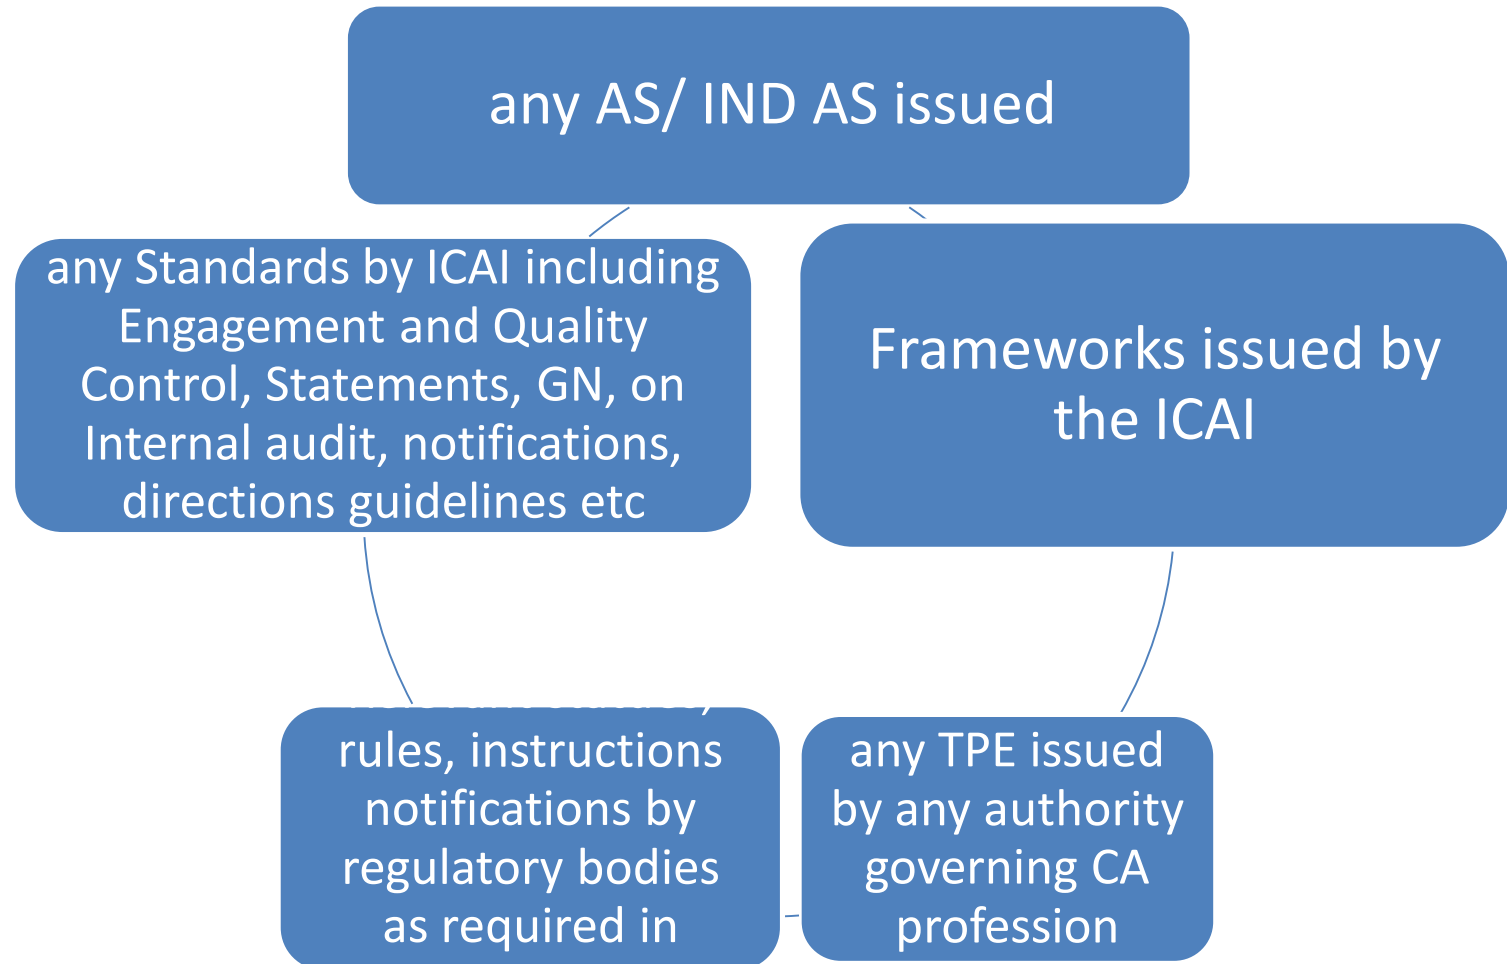 any AS/ IND AS issued
any Standards by ICAI including
Engagement and Quality
Control, Statements, GN, on
Internal audit, notifications,
directions guidelines etc
Frameworks issued by
the ICAI
rules, instructions
notifications by
regulatory bodies
as required in
any TPE issued
by any authority
governing CA
profession